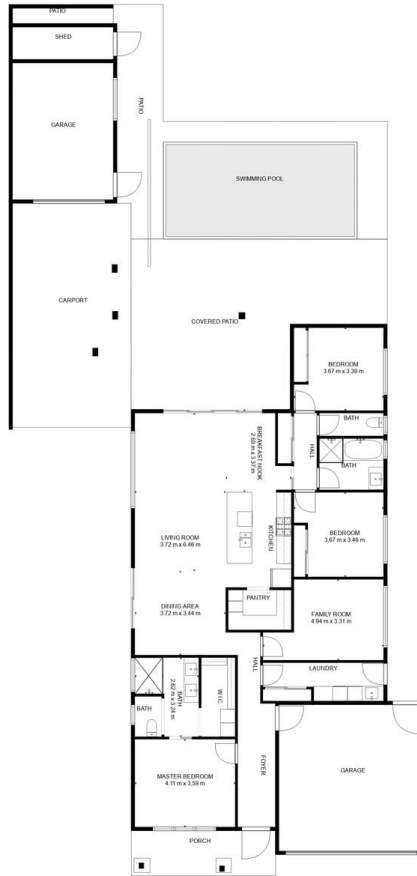 PATIO
SHED
PATIO
GARAGE
SWIMMING POOL
CARPORT
COVERED PATIO
BEDROOM
3.67 m x 3.39 m
BATH
HALL
BATH
BREAKFAST NOOK
2.69 m x 3.37 m
LIVING ROOM
3.72 m x 6.46 m
KITCHEN
BEDROOM
3.67 m x 3.46 m
PANTRY
DINING AREA
3.72 m x 3.44 m
FAMILY ROOM
4.94 m x 3.31 m
HALL
LAUNDRY
BATH
2.62 m x 3.24 m
W.I.C
BATH
FOYER
GARAGE
MASTER BEDROOM
4.11 m x 3.59 m
PORCH